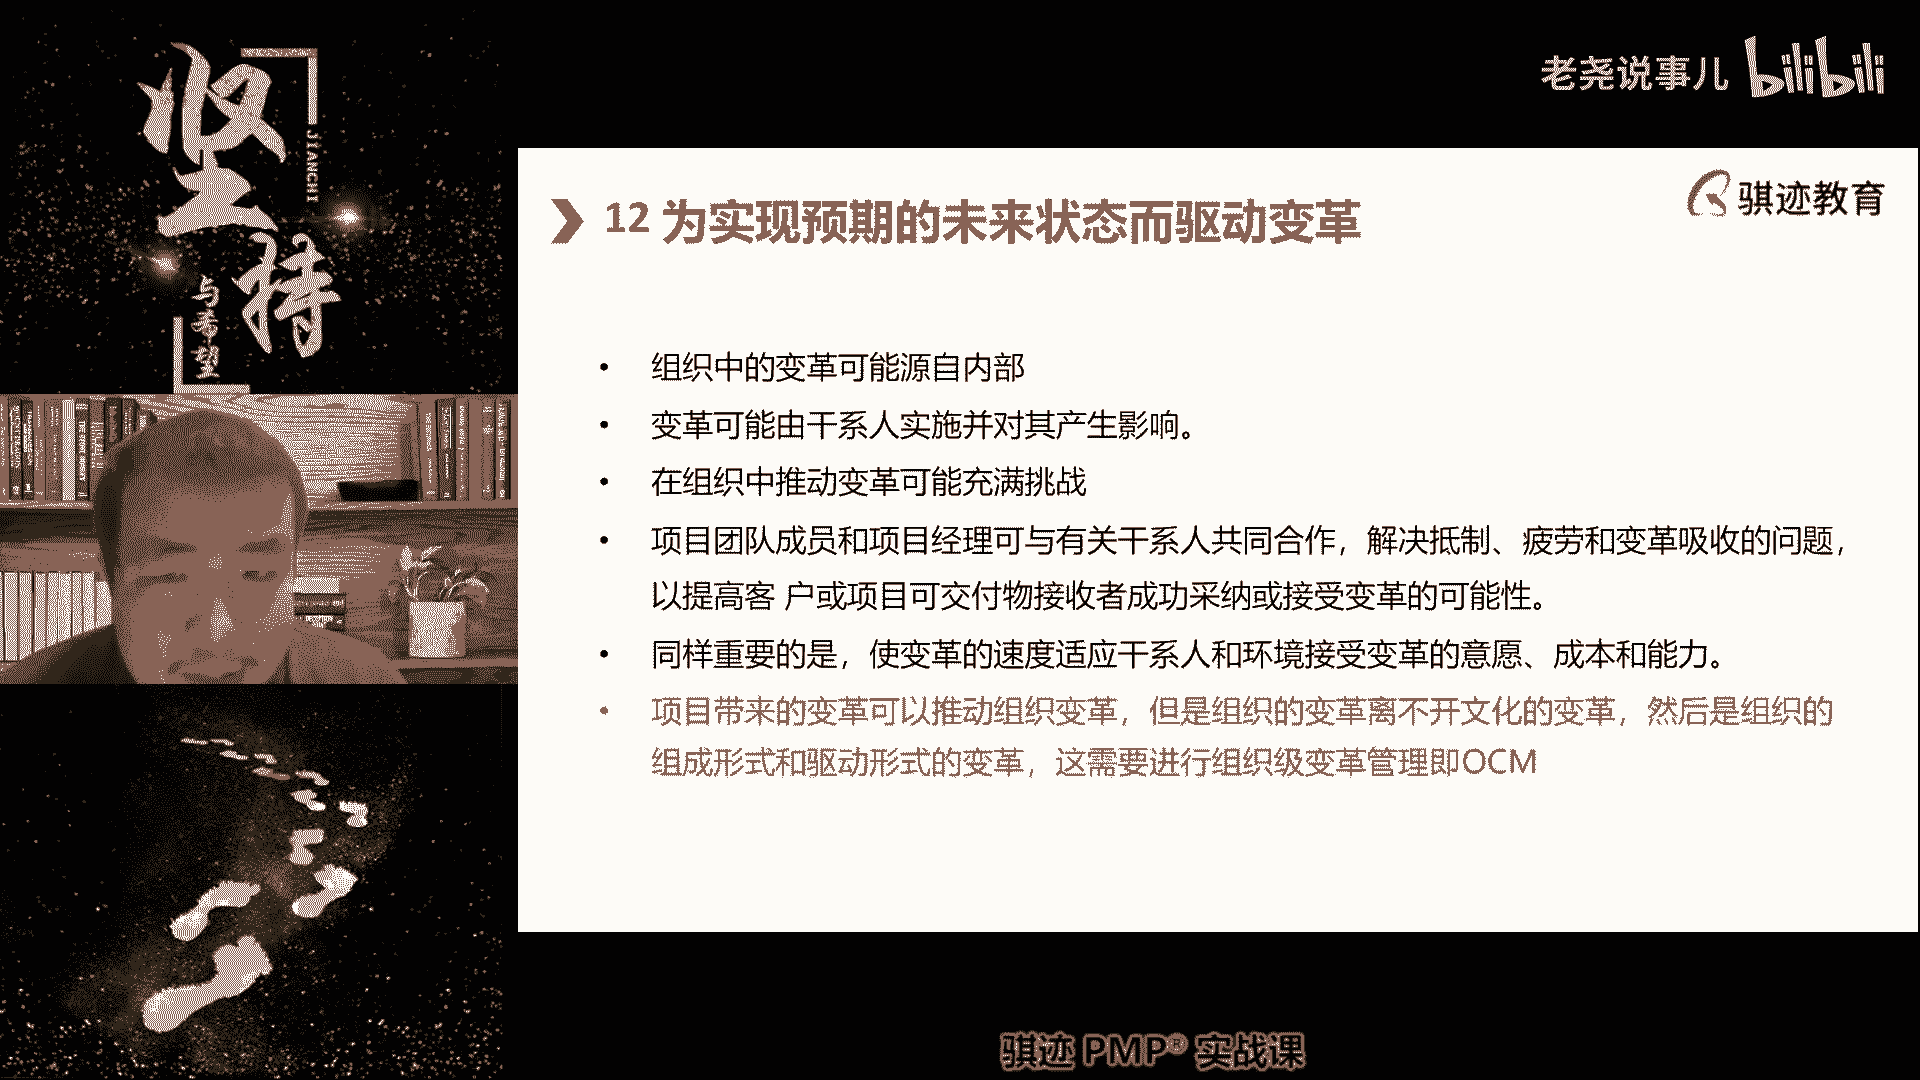 坚持
JIANCHI
与希望
老尧说事儿 bilibili
骐迹教育
12 为实现预期的未来状态而驱动变革
• 组织中的变革可能源自内部
• 变革可能由干系人实施并对其产生影响。
• 在组织中推动变革可能充满挑战
• 项目团队成员和项目经理可与有关干系人共同合作，解决抵制、疲劳和变革吸收的问题，
以提高客 户或项目可交付物接收者成功采纳或接受变革的可能性。
• 同样重要的是，使变革的速度适应干系人和环境接受变革的意愿、成本和能力。
• 项目带来的变革可以推动组织变革，但是组织的变革离不开文化的变革，然后是组织的
组成形式和驱动形式的变革，这需要进行组织级变革管理即OCM
骐迹 PMP® 实战课